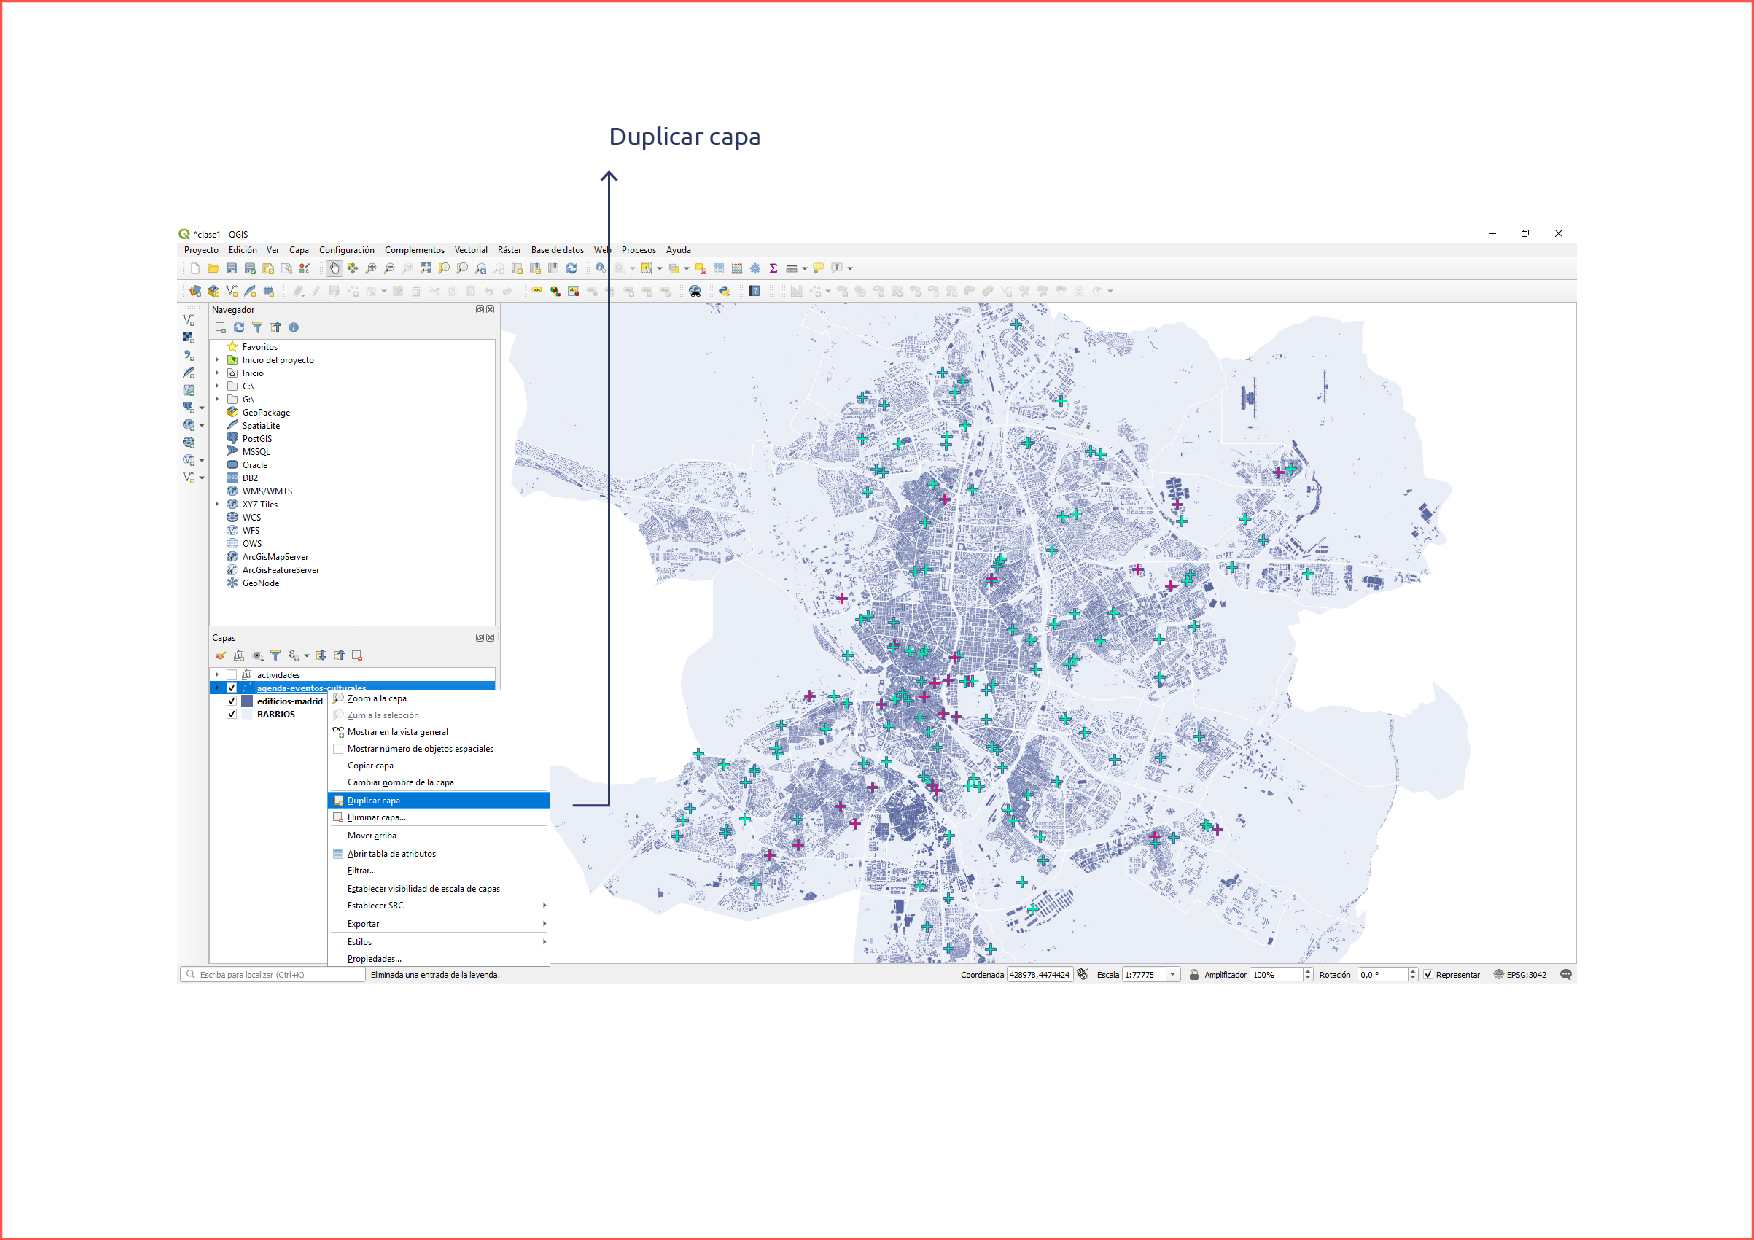 Duplicar capa
*clase1 - QGIS
Proyecto Edición Ver Capa Configuración Complementos Vectorial Ráster Base de datos Web Procesos Ayuda
Navegador
Favoritos
Inicio del proyecto
Inicio
C:\
G:\
GeoPackage
SpatiaLite
PostGIS
MSSQL
Oracle
DB2
WMS/WMTS
XYZ Tiles
WCS
WFS
OWS
ArcGisMapServer
ArcGisFeatureServer
GeoNode
Capas
actividades
agenda-eventos-culturales
edificios-madrid
BARRIOS
Zoom a la capa
Zum a la selección
Mostrar en la vista general
Mostrar número de objetos espaciales
Copiar capa
Cambiar nombre de la capa
Duplicar capa
Eliminar capa...
Mover arriba
Abrir tabla de atributos
Filtrar...
Establecer visibilidad de escala de capas
Establecer SRC
Exportar
Estilos
Propiedades...
Escriba para localizar (Ctrl+K) Eliminada una entrada de la leyenda. Coordenada 428978,4474424 Escala 1:77775 Amplificador 100% Rotación 0,0 ° Representar EPSG:3042